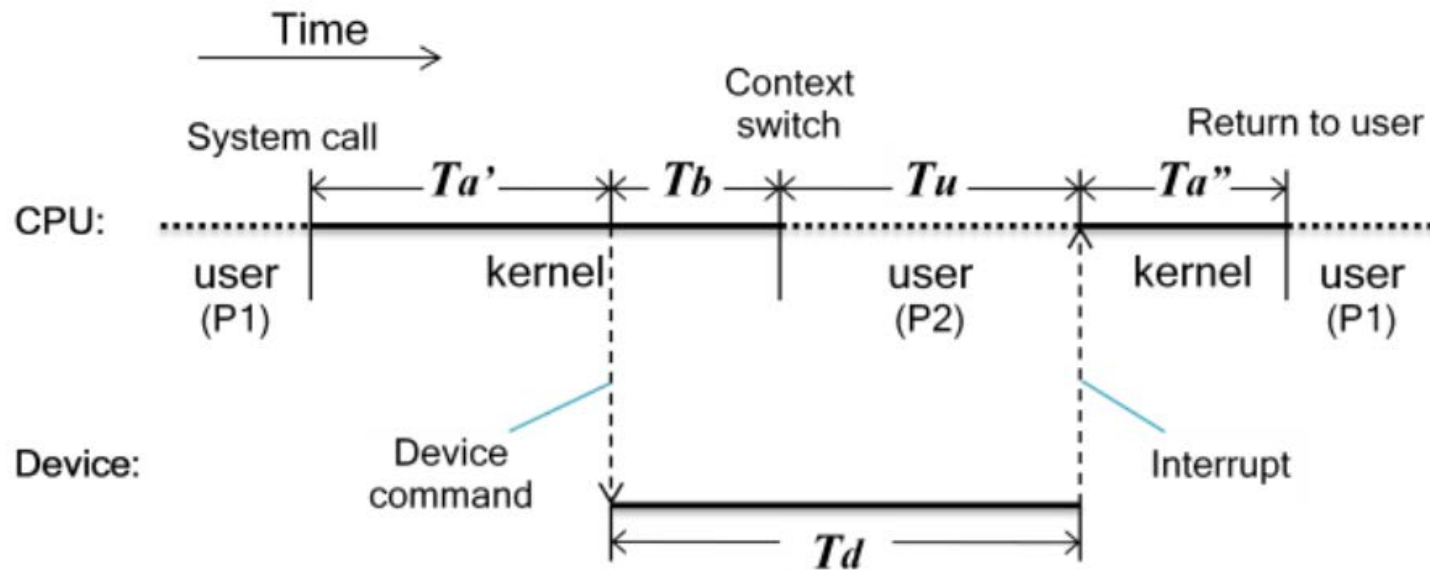 Time
Context
switch
System call
Return to user
Ta’
Tb
Tu
Ta”
CPU:
user
(P1)
kernel
user
(P2)
kernel
user
(P1)
Device
command
Interrupt
Device:
Td